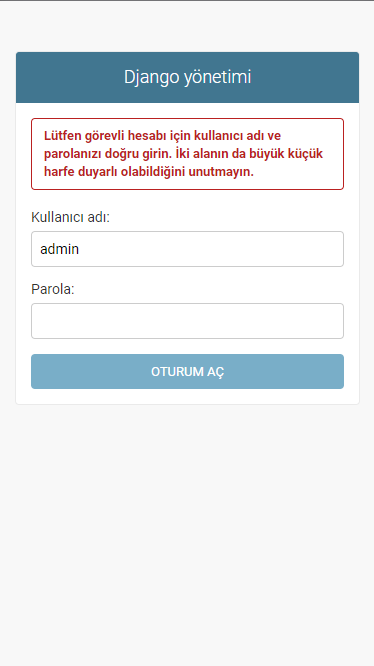 Django yönetimi
Lütfen görevli hesabı için kullanıcı adı ve
parolanızı doğru girin. İki alanın da büyük küçük
harfe duyarlı olabildiğini unutmayın.
Kullanıcı adı:
admin
Parola:
OTURUM AÇ